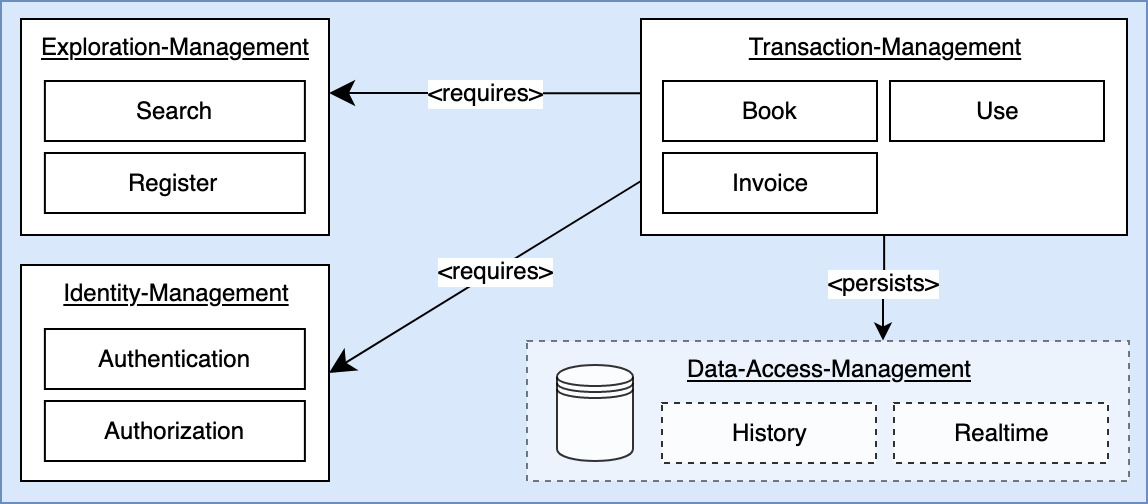 Exploration-Management
Search
Register
<requires>
Transaction-Management
Book
Use
Invoice
<requires>
Identity-Management
Authentication
Authorization
<persists>
Data-Access-Management
History
Realtime